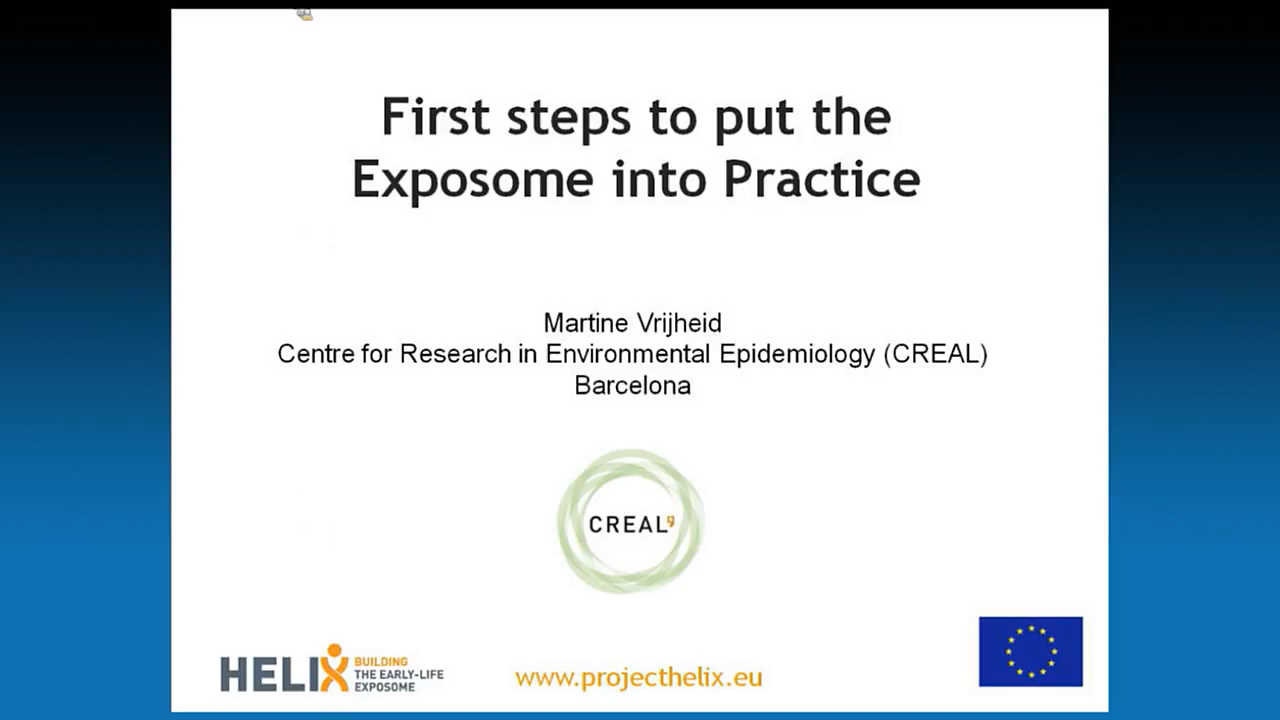 First steps to put the
Exposome into Practice
Martine Vrijheid
Centre for Research in Environmental Epidemiology (CREAL)
Barcelona
CREAL
HELIX BUILDING
THE EARLY-LIFE
EXPOSOME
www.projecthelix.eu